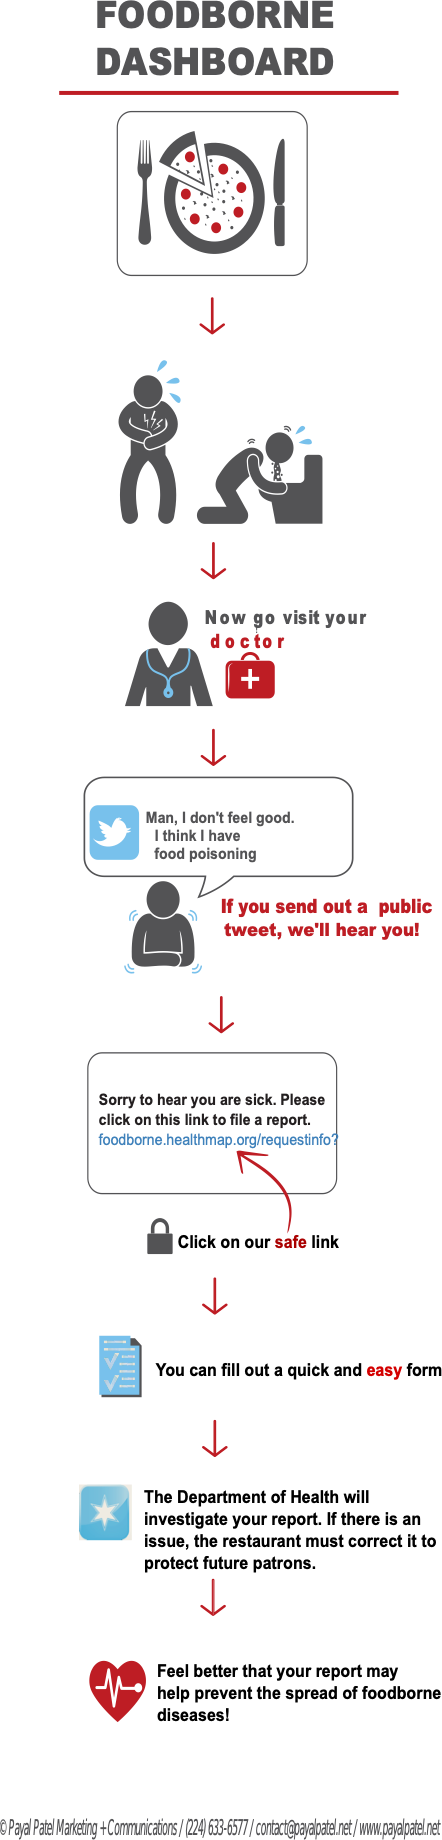 FOODBORNE
DASHBOARD
Now go visit your
doctor
Man, I don't feel good.
I think I have
food poisoning
If you send out a public
tweet, we'll hear you!
Sorry to hear you are sick. Please
click on this link to file a report.
foodborne.healthmap.org/requestinfo?
Click on our safe link
You can fill out a quick and easy form
The Department of Health will
investigate your report. If there is an
issue, the restaurant must correct it to
protect future patrons.
Feel better that your report may
help prevent the spread of foodborne
diseases!
© Payal Patel Marketing + Communications / (224) 633-6577 / contact@payalpatel.net / www.payalpatel.net